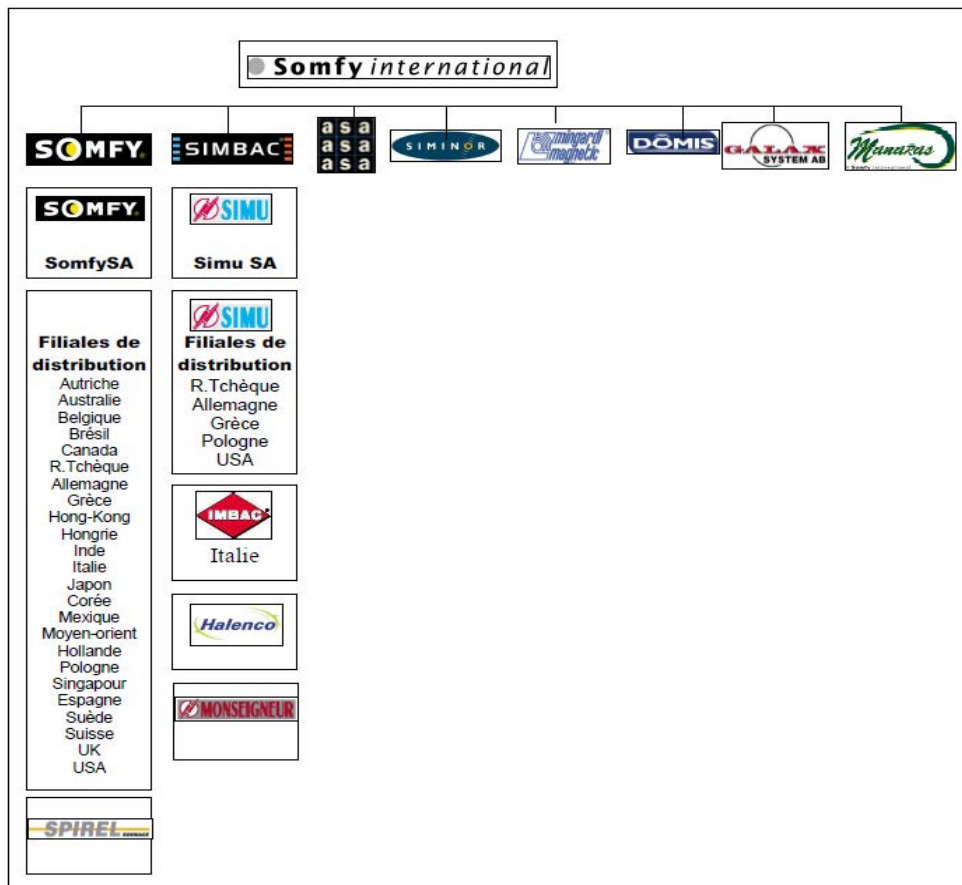 Somfy international
SOMFY.
SIMBAC
asa
asa
asa
SIMINOR
mingardi
magnetic
DÔMIS
GALAX
SYSTEM AB
Manaras
SOMFY.
SomfySA
SIMU
Simu SA
Filiales de
distribution
Autriche
Australie
Belgique
Brésil
Canada
R.Tchèque
Allemagne
Grèce
Hong-Kong
Hongrie
Inde
Italie
Japon
Corée
Mexique
Moyen-orient
Hollande
Pologne
Singapour
Espagne
Suède
Suisse
UK
USA
SPIREL
SIMU
Filiales de
distribution
R.Tchèque
Allemagne
Grèce
Pologne
USA
IMBAC
Italie
Halenco
MONSEIGNEUR